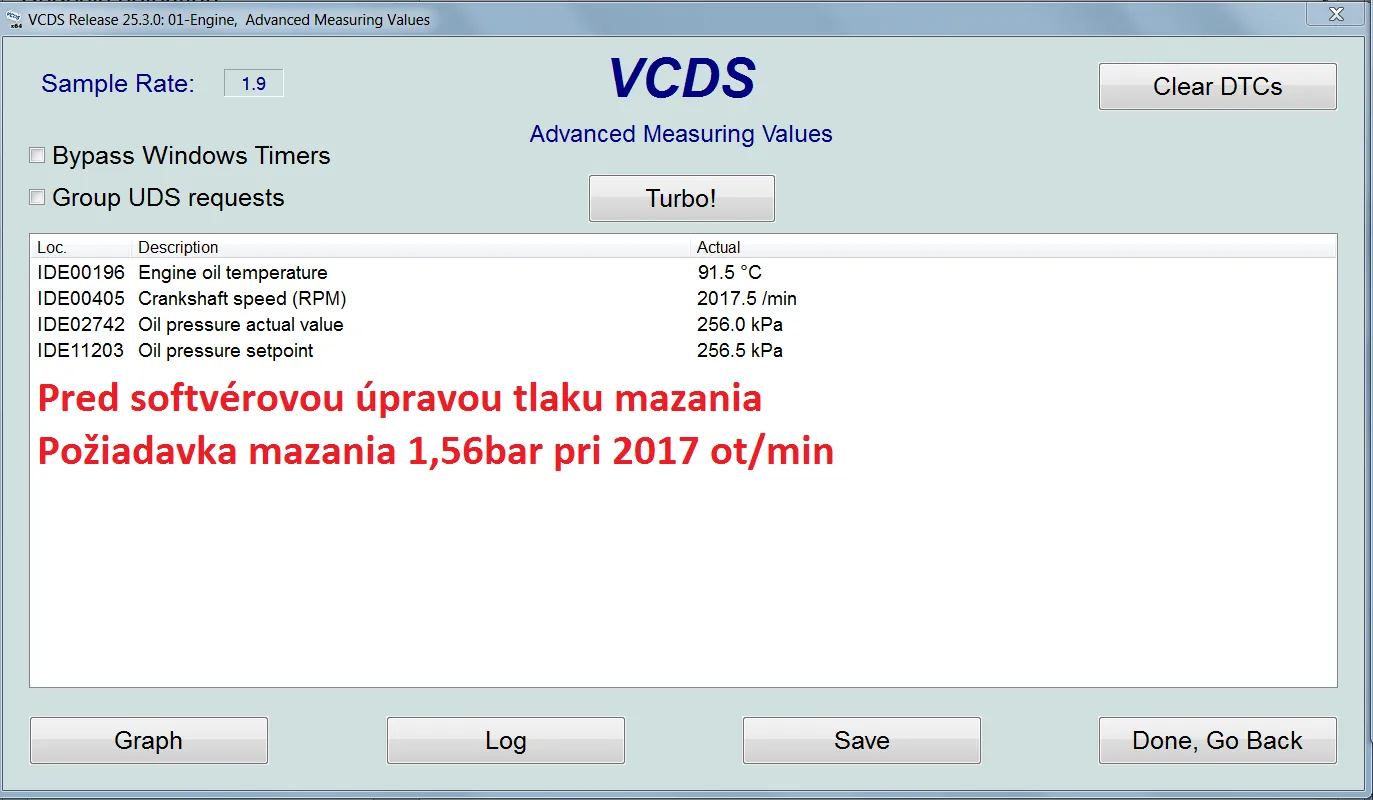 VCDS Release 25.3.0: 01-Engine, Advanced Measuring Values
Sample Rate: 1.9
VCDS
Clear DTCs
Advanced Measuring Values
Bypass Windows Timers
Group UDS requests
Turbo!
Loc. Description Actual
IDE00196 Engine oil temperature 91.5 °C
IDE00405 Crankshaft speed (RPM) 2017.5 /min
IDE02742 Oil pressure actual value 256.0 kPa
IDE11203 Oil pressure setpoint 256.5 kPa
Pred softvérovou úpravou tlaku mazania
Požiadavka mazania 1,56bar pri 2017 ot/min
Graph Log Save Done, Go Back